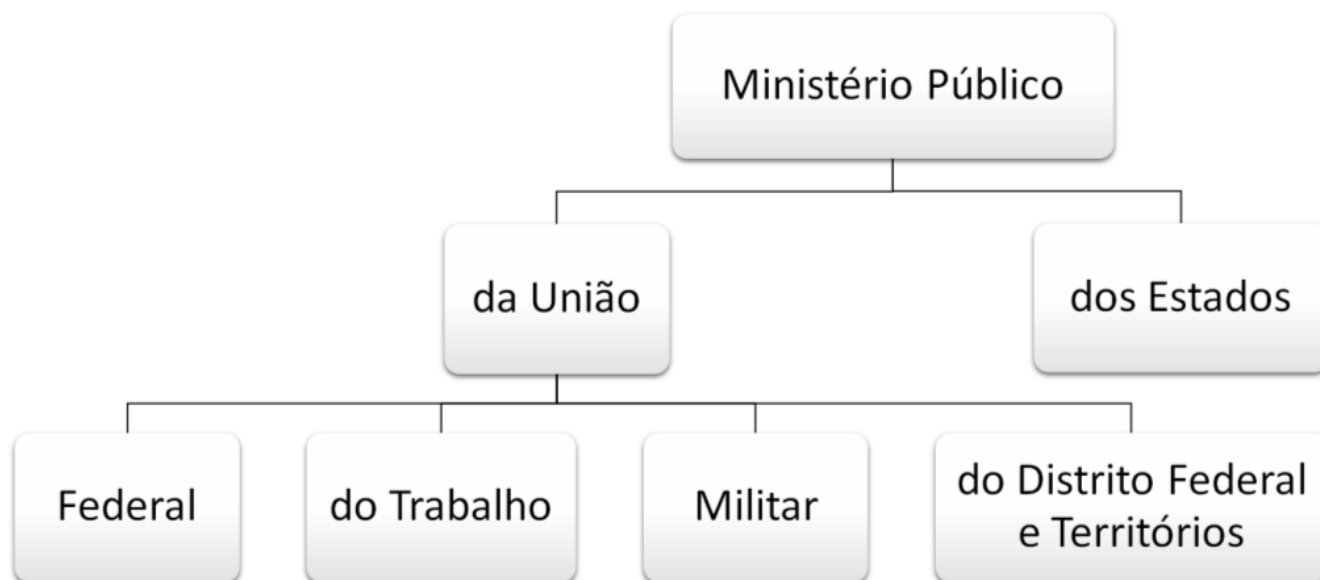 Ministério Público
da União
dos Estados
Federal
do Trabalho
Militar
do Distrito Federal
e Territórios